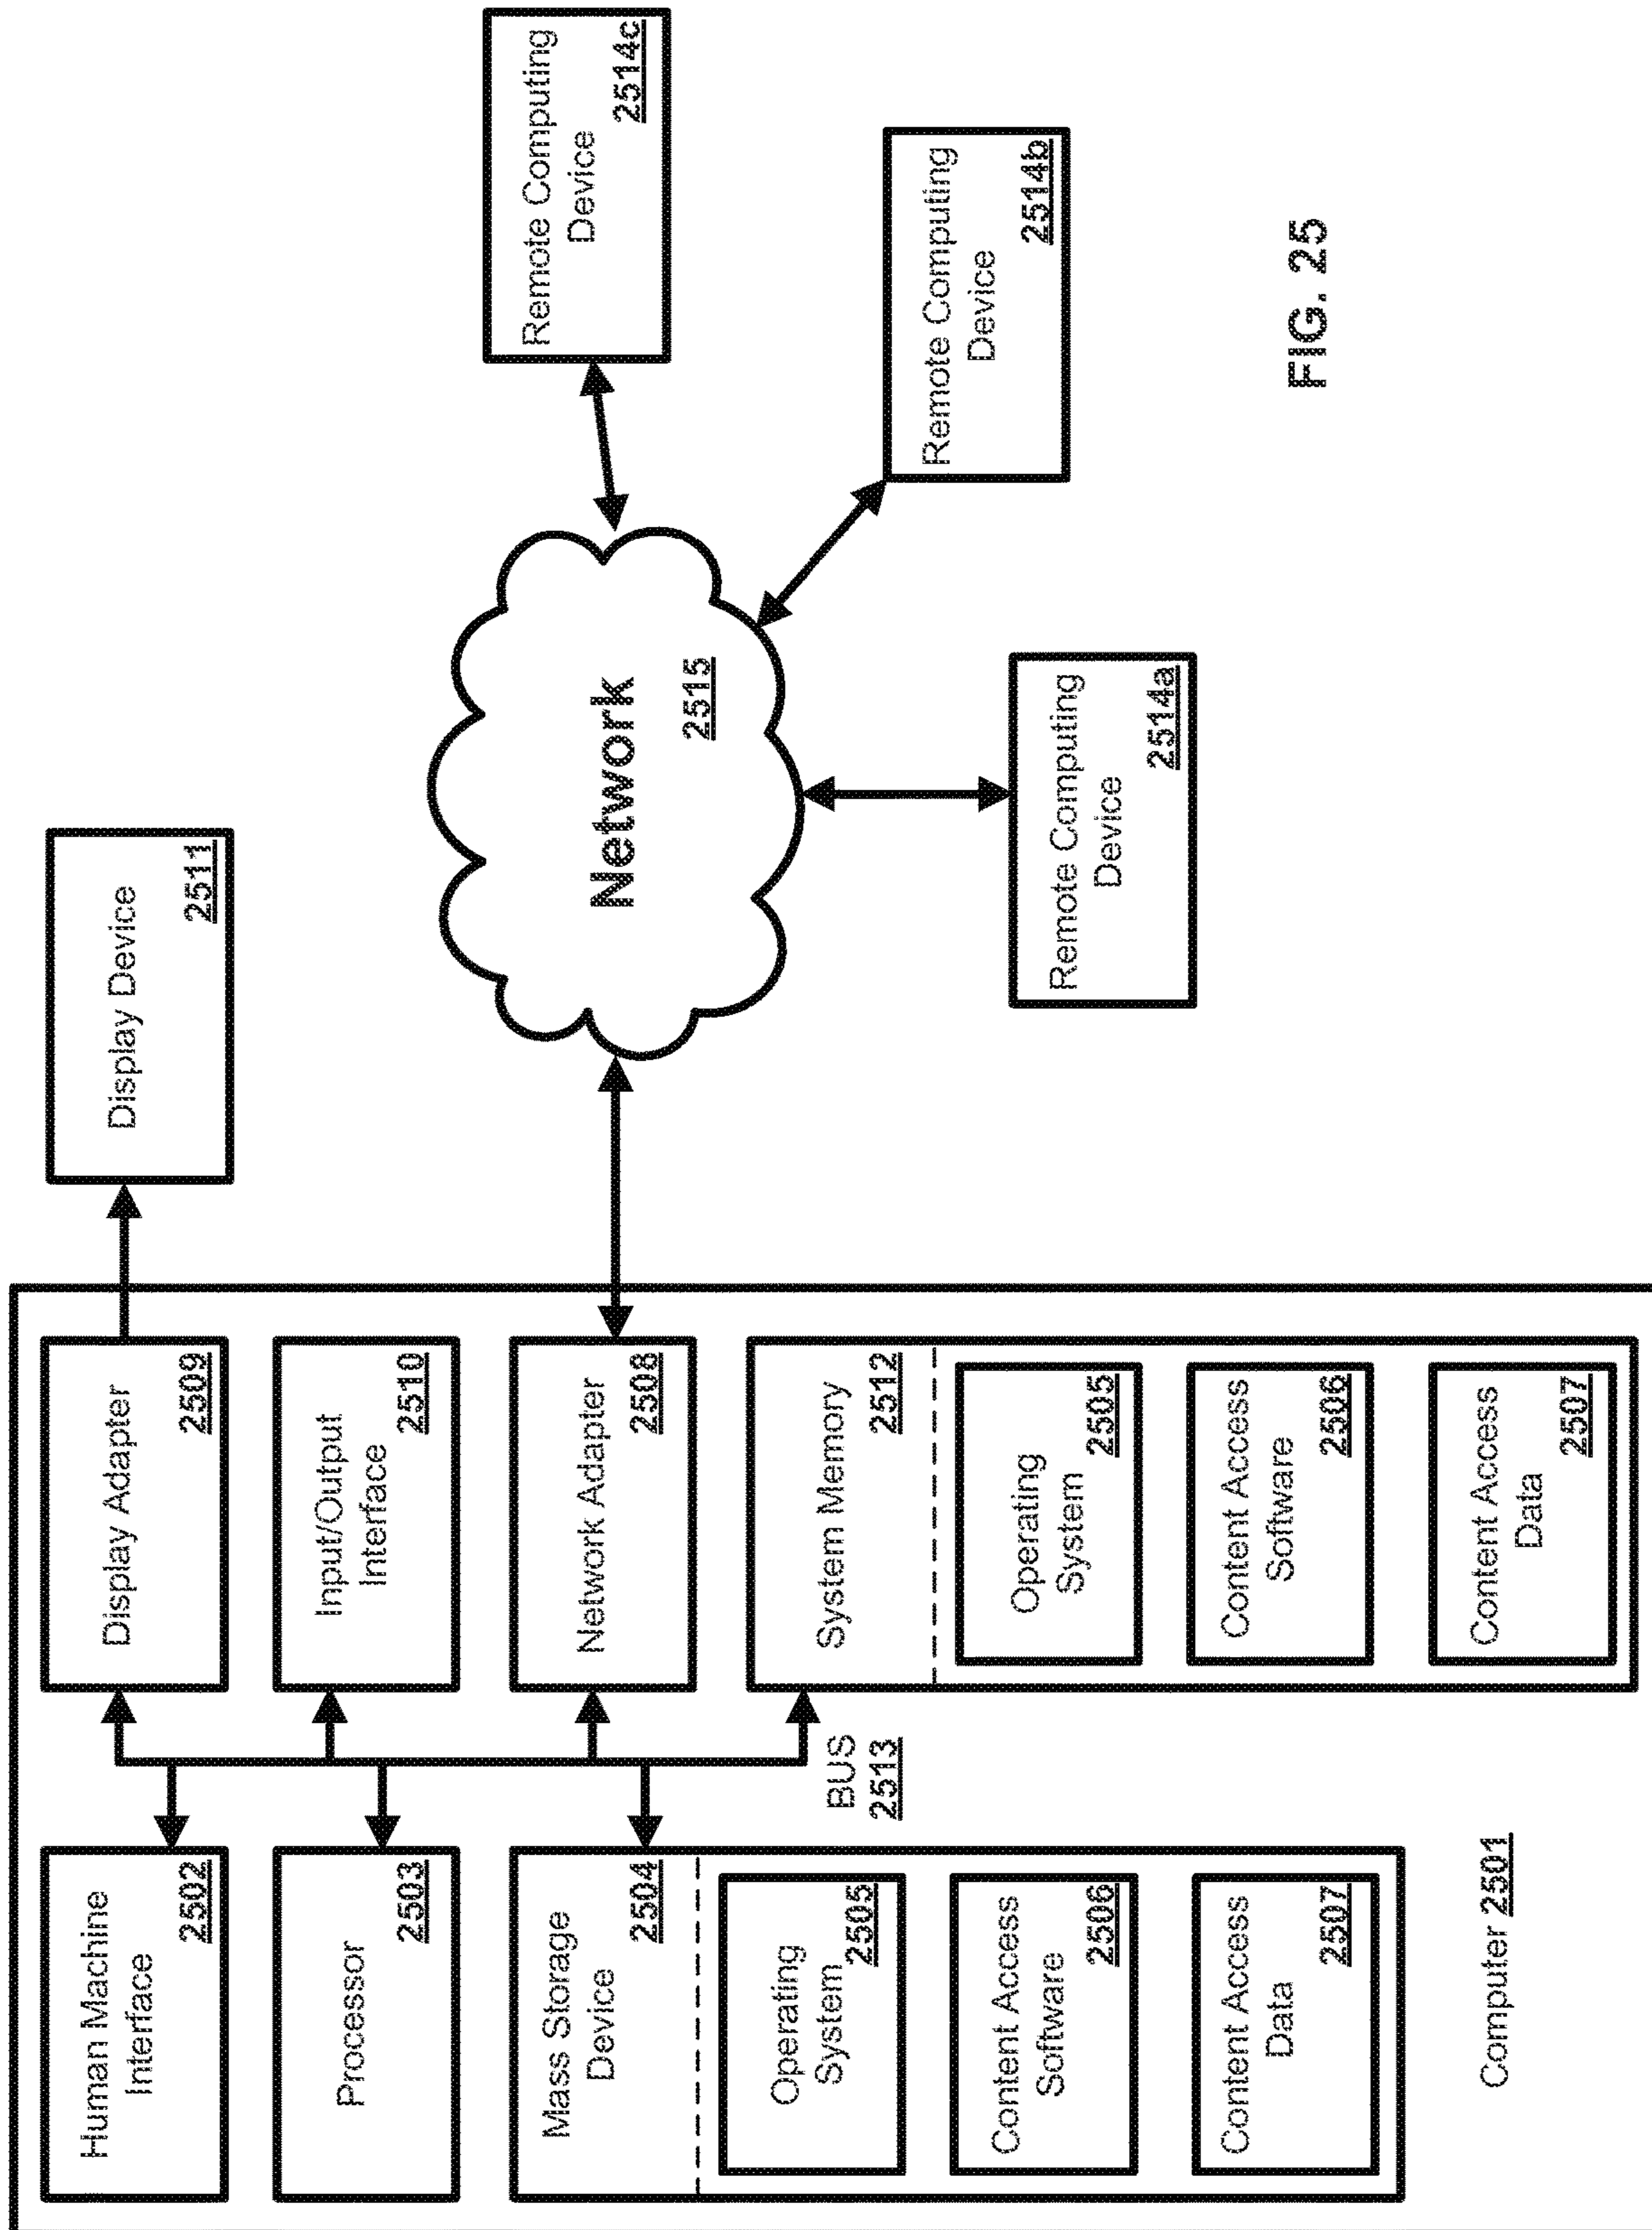 Human Machine
Interface
2502
Processor
2503
Mass Storage
Device
2504
Operating
System
2505
Content Access
Software
2506
Content Access
Data
2507
Computer 2501
BUS
2513
Display Adapter
2509
Input/Output
Interface
2510
Network Adapter
2508
System Memory
2512
Operating
System
2505
Content Access
Software
2506
Content Access
Data
2507
Display Device
2511
Network
2515
Remote Computing
Device
2514a
Remote Computing
Device
2514b
Remote Computing
Device
2514c
FIG. 25